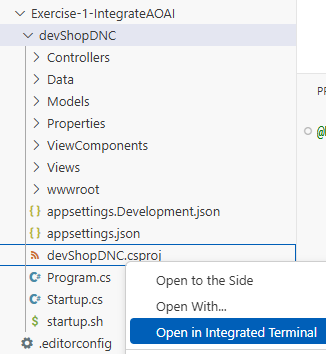 Exercise-1-IntegrateAOAI
devShopDNC
Controllers
Data
Models
Properties
ViewComponents
Views
wwwroot
{} appsettings.Development.json
{} appsettings.json
devShopDNC.csproj
C# Program.cs
C# Startup.cs
$ startup.sh
.editorconfig
Open to the Side
Open With...
Open in Integrated Terminal